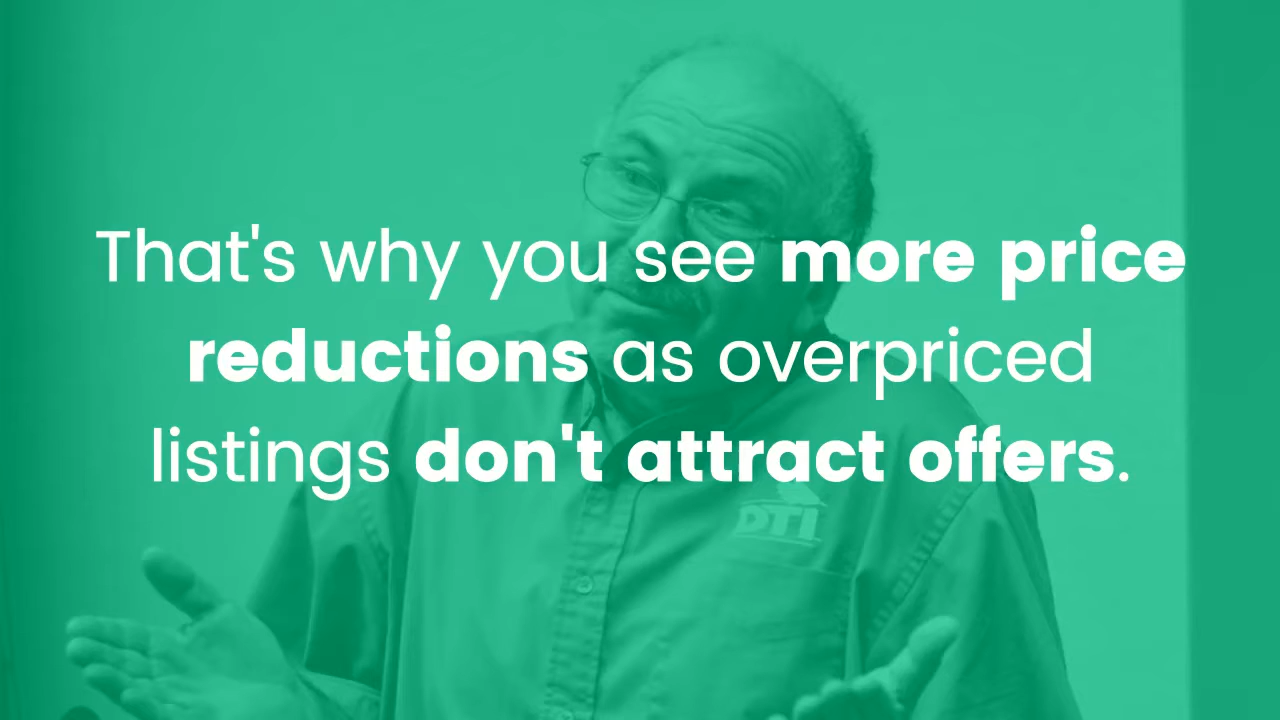 That's why you see more price
reductions as overpriced
listings don't attract offers.
DTI